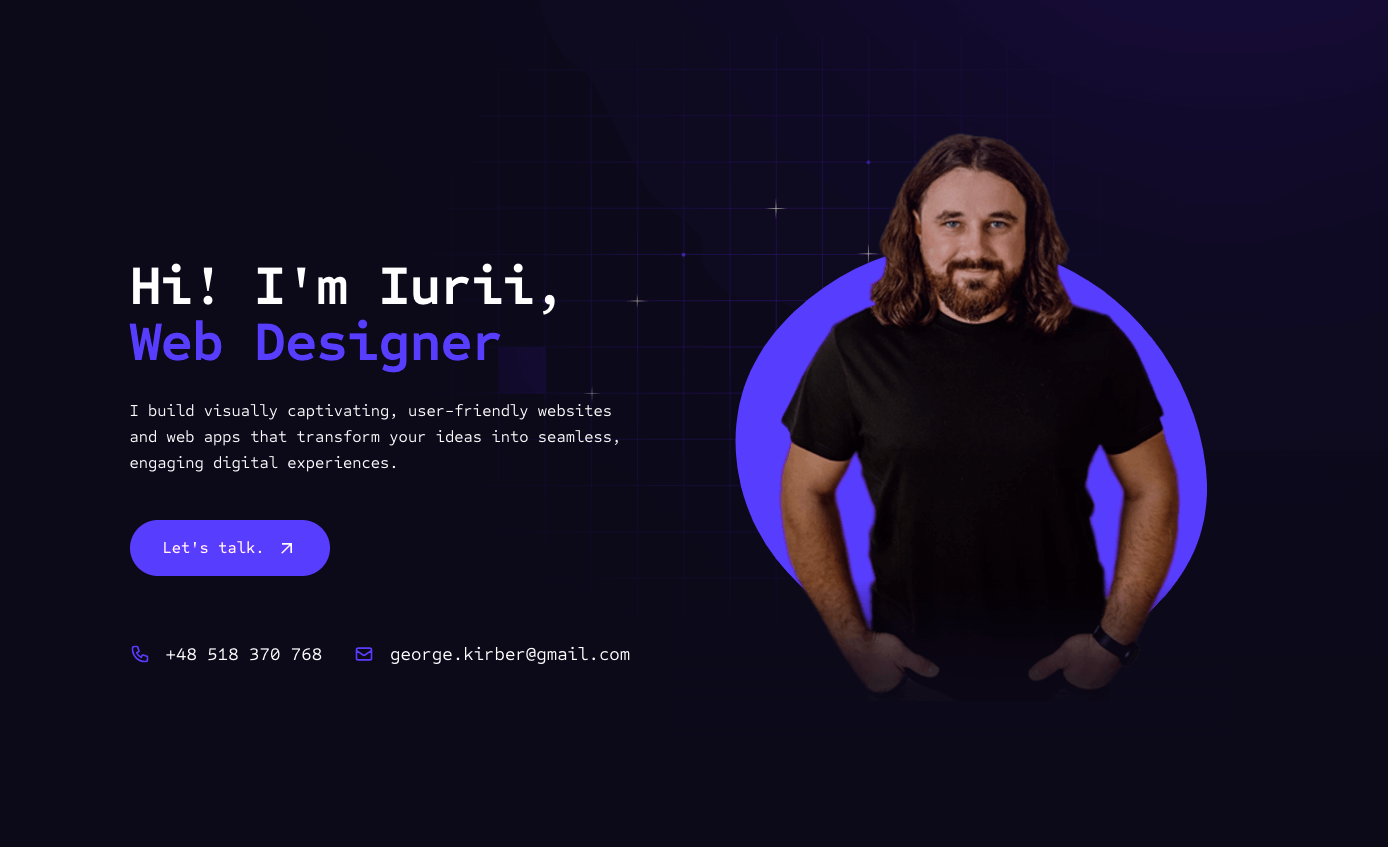 Hi! I'm Iurii,
Web Designer
I build visually captivating, user-friendly websites
and web apps that transform your ideas into seamless,
engaging digital experiences.
Let's talk.
+48 518 370 768
george.kirber@gmail.com